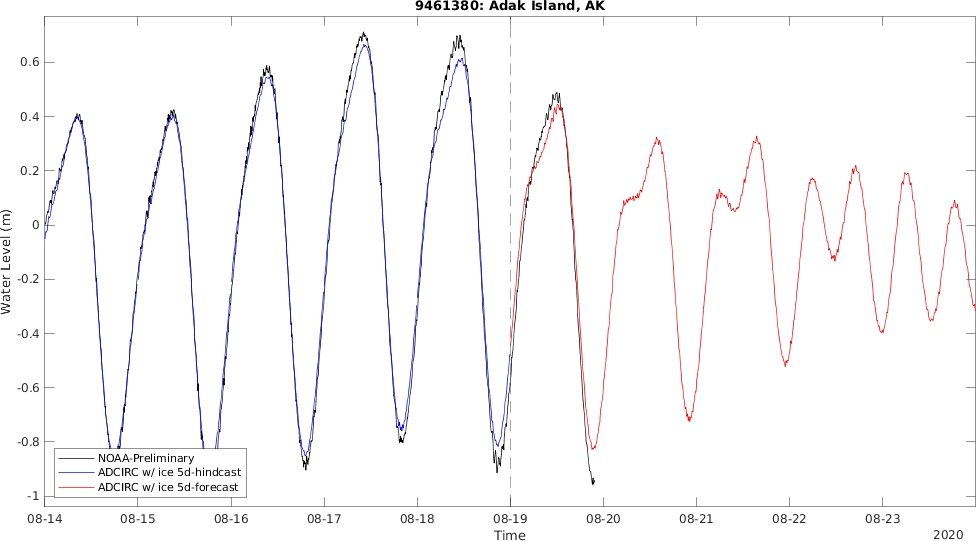 9461380: Adak Island, AK
Water Level (m)
0.6
0.4
0.2
0
-0.2
-0.4
-0.6
-0.8
-1
NOAA-Preliminary
ADCIRC w/ ice 5d-hindcast
ADCIRC w/ ice 5d-forecast
08-14 08-15 08-16 08-17 08-18 08-19 08-20 08-21 08-22 08-23
Time
2020